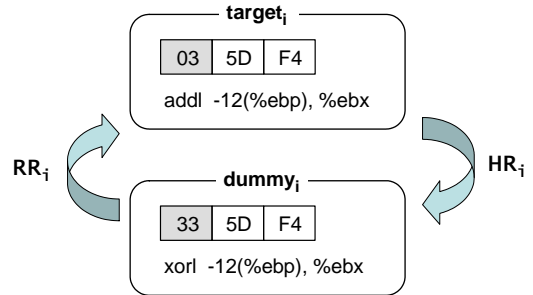 target_i
03 5D F4
addl -12(%ebp), %ebx
RR_i
HR_i
dummy_i
33 5D F4
xorl -12(%ebp), %ebx